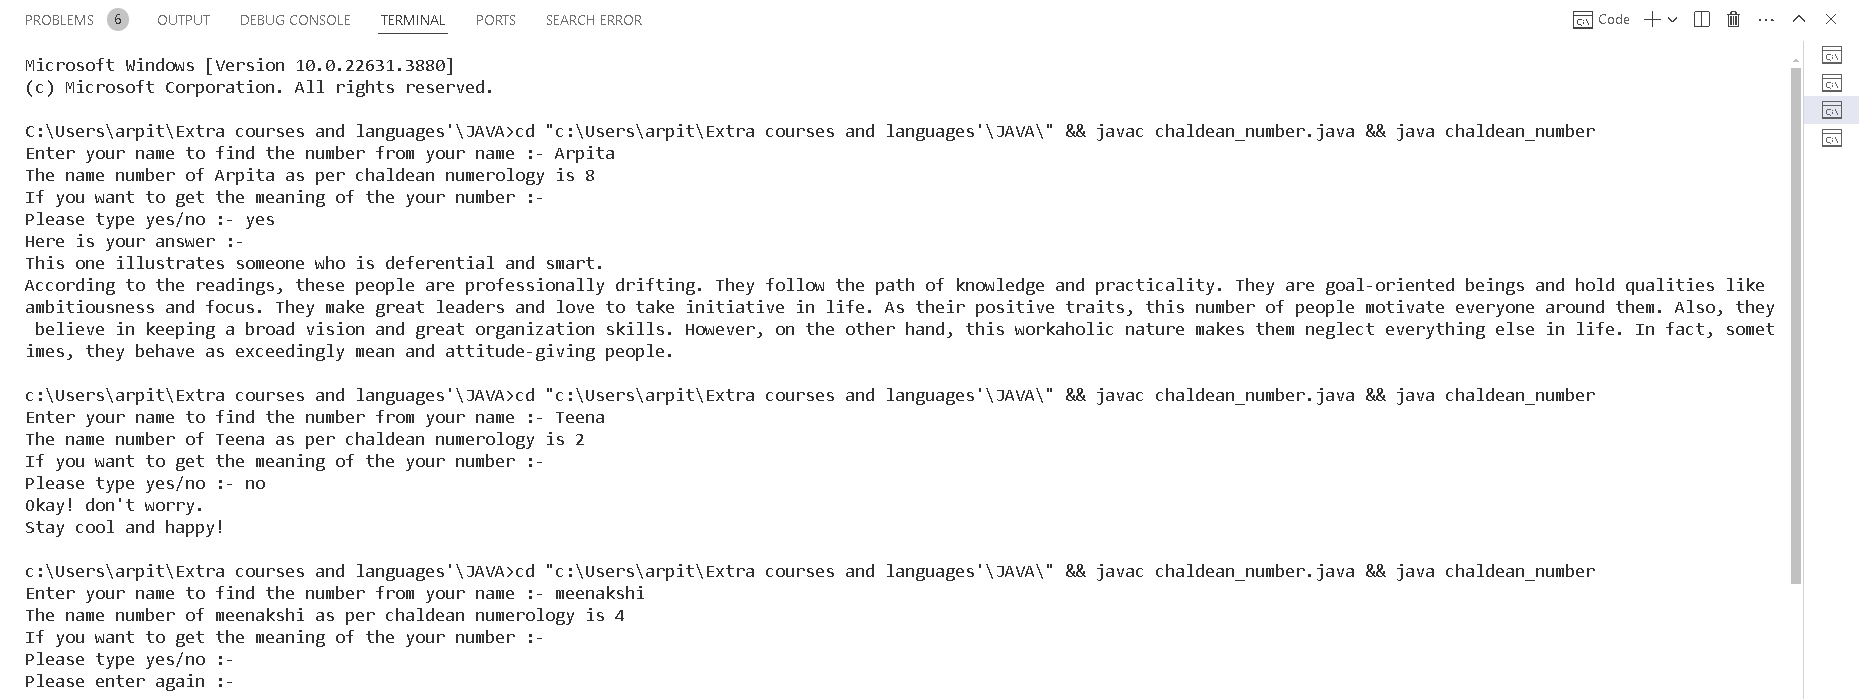 PROBLEMS 6 OUTPUT DEBUG CONSOLE TERMINAL PORTS SEARCH ERROR Code
Microsoft Windows [Version 10.0.22631.3880]
(c) Microsoft Corporation. All rights reserved.
C:\Users\arpit\Extra courses and languages'\JAVA>cd "c:\Users\arpit\Extra courses and languages'\JAVA\" && javac chaldean_number.java && java chaldean_number
Enter your name to find the number from your name :- Arpita
The name number of Arpita as per chaldean numerology is 8
If you want to get the meaning of the your number :-
Please type yes/no :- yes
Here is your answer :-
This one illustrates someone who is deferential and smart.
According to the readings, these people are professionally drifting. They follow the path of knowledge and practicality. They are goal-oriented beings and hold qualities like
ambitiousness and focus. They make great leaders and love to take initiative in life. As their positive traits, this number of people motivate everyone around them. Also, they
believe in keeping a broad vision and great organization skills. However, on the other hand, this workaholic nature makes them neglect everything else in life. In fact, somet
imes, they behave as exceedingly mean and attitude-giving people.
c:\Users\arpit\Extra courses and languages'\JAVA>cd "c:\Users\arpit\Extra courses and languages'\JAVA\" && javac chaldean_number.java && java chaldean_number
Enter your name to find the number from your name :- Teena
The name number of Teena as per chaldean numerology is 2
If you want to get the meaning of the your number :-
Please type yes/no :- no
Okay! don't worry.
Stay cool and happy!
c:\Users\arpit\Extra courses and languages'\JAVA>cd "c:\Users\arpit\Extra courses and languages'\JAVA\" && javac chaldean_number.java && java chaldean_number
Enter your name to find the number from your name :- meenakshi
The name number of meenakshi as per chaldean numerology is 4
If you want to get the meaning of the your number :-
Please type yes/no :-
Please enter again :-